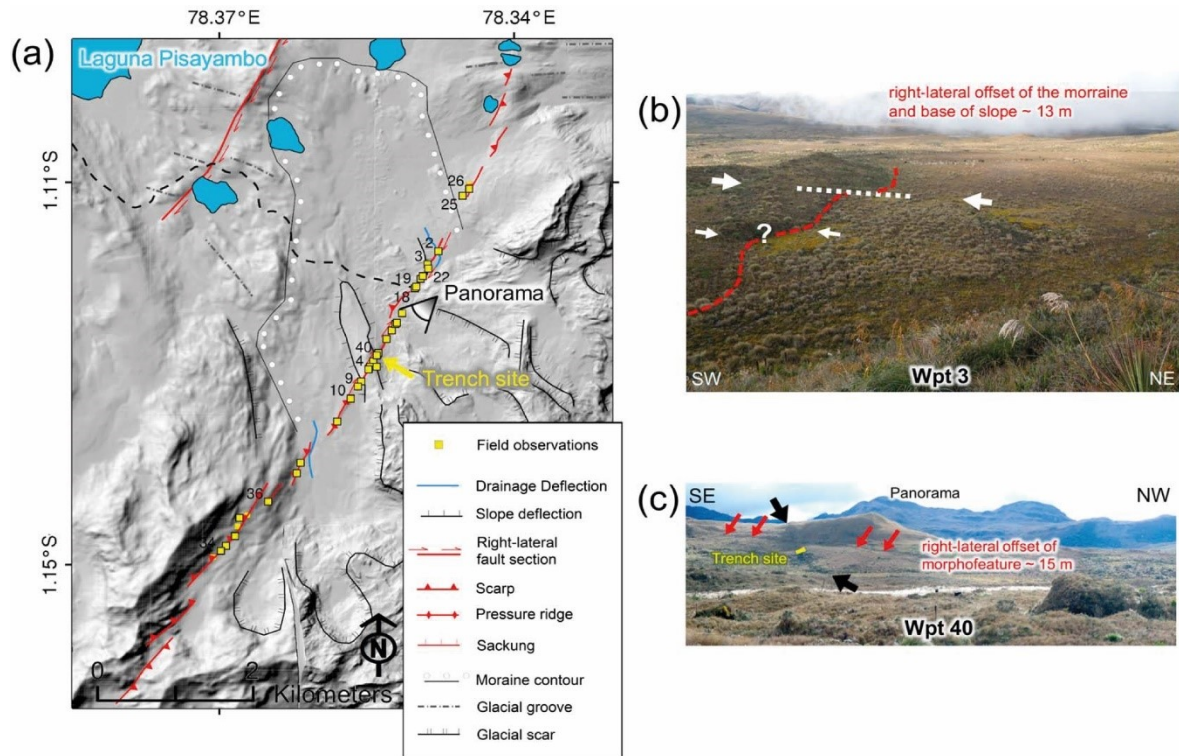 78.37°E
78.34°E
(a)
Laguna Pisayambo
1.11°S
26
25
2
3
22
19
18
Panorama
40
4
Trench site
9
10
36
34
1.15°S
0
2
Kilometers
N
Field observations
Drainage Deflection
Slope deflection
Right-lateral
fault section
Scarp
Pressure ridge
Sackung
Moraine contour
Glacial groove
Glacial scar
(b)
right-lateral offset of the morraine
and base of slope ~ 13 m
?
SW
Wpt 3
NE
(c)
SE
Panorama
NW
Trench site
right-lateral offset of
morphofeature ~ 15 m
Wpt 40